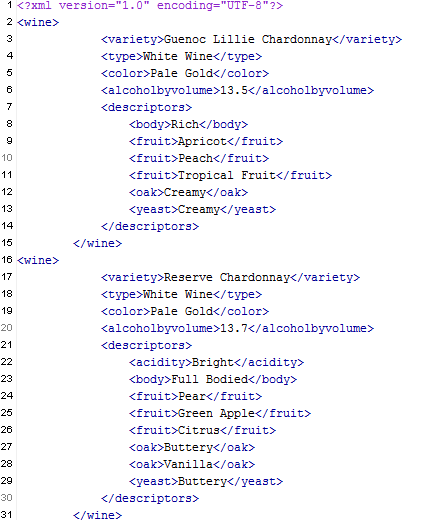 1 <?xml version="1.0" encoding="UTF-8"?>
2 <wine>
3 <variety>Guenoc Lillie Chardonnay</variety>
4 <type>White Wine</type>
5 <color>Pale Gold</color>
6 <alcoholbyvolume>13.5</alcoholbyvolume>
7 <descriptors>
8 <body>Rich</body>
9 <fruit>Apricot</fruit>
10 <fruit>Peach</fruit>
11 <fruit>Tropical Fruit</fruit>
12 <oak>Creamy</oak>
13 <yeast>Creamy</yeast>
14 </descriptors>
15 </wine>
16 <wine>
17 <variety>Reserve Chardonnay</variety>
18 <type>White Wine</type>
19 <color>Pale Gold</color>
20 <alcoholbyvolume>13.7</alcoholbyvolume>
21 <descriptors>
22 <acidity>Bright</acidity>
23 <body>Full Bodied</body>
24 <fruit>Pear</fruit>
25 <fruit>Green Apple</fruit>
26 <fruit>Citrus</fruit>
27 <oak>Buttery</oak>
28 <oak>Vanilla</oak>
29 <yeast>Buttery</yeast>
30 </descriptors>
31 </wine>